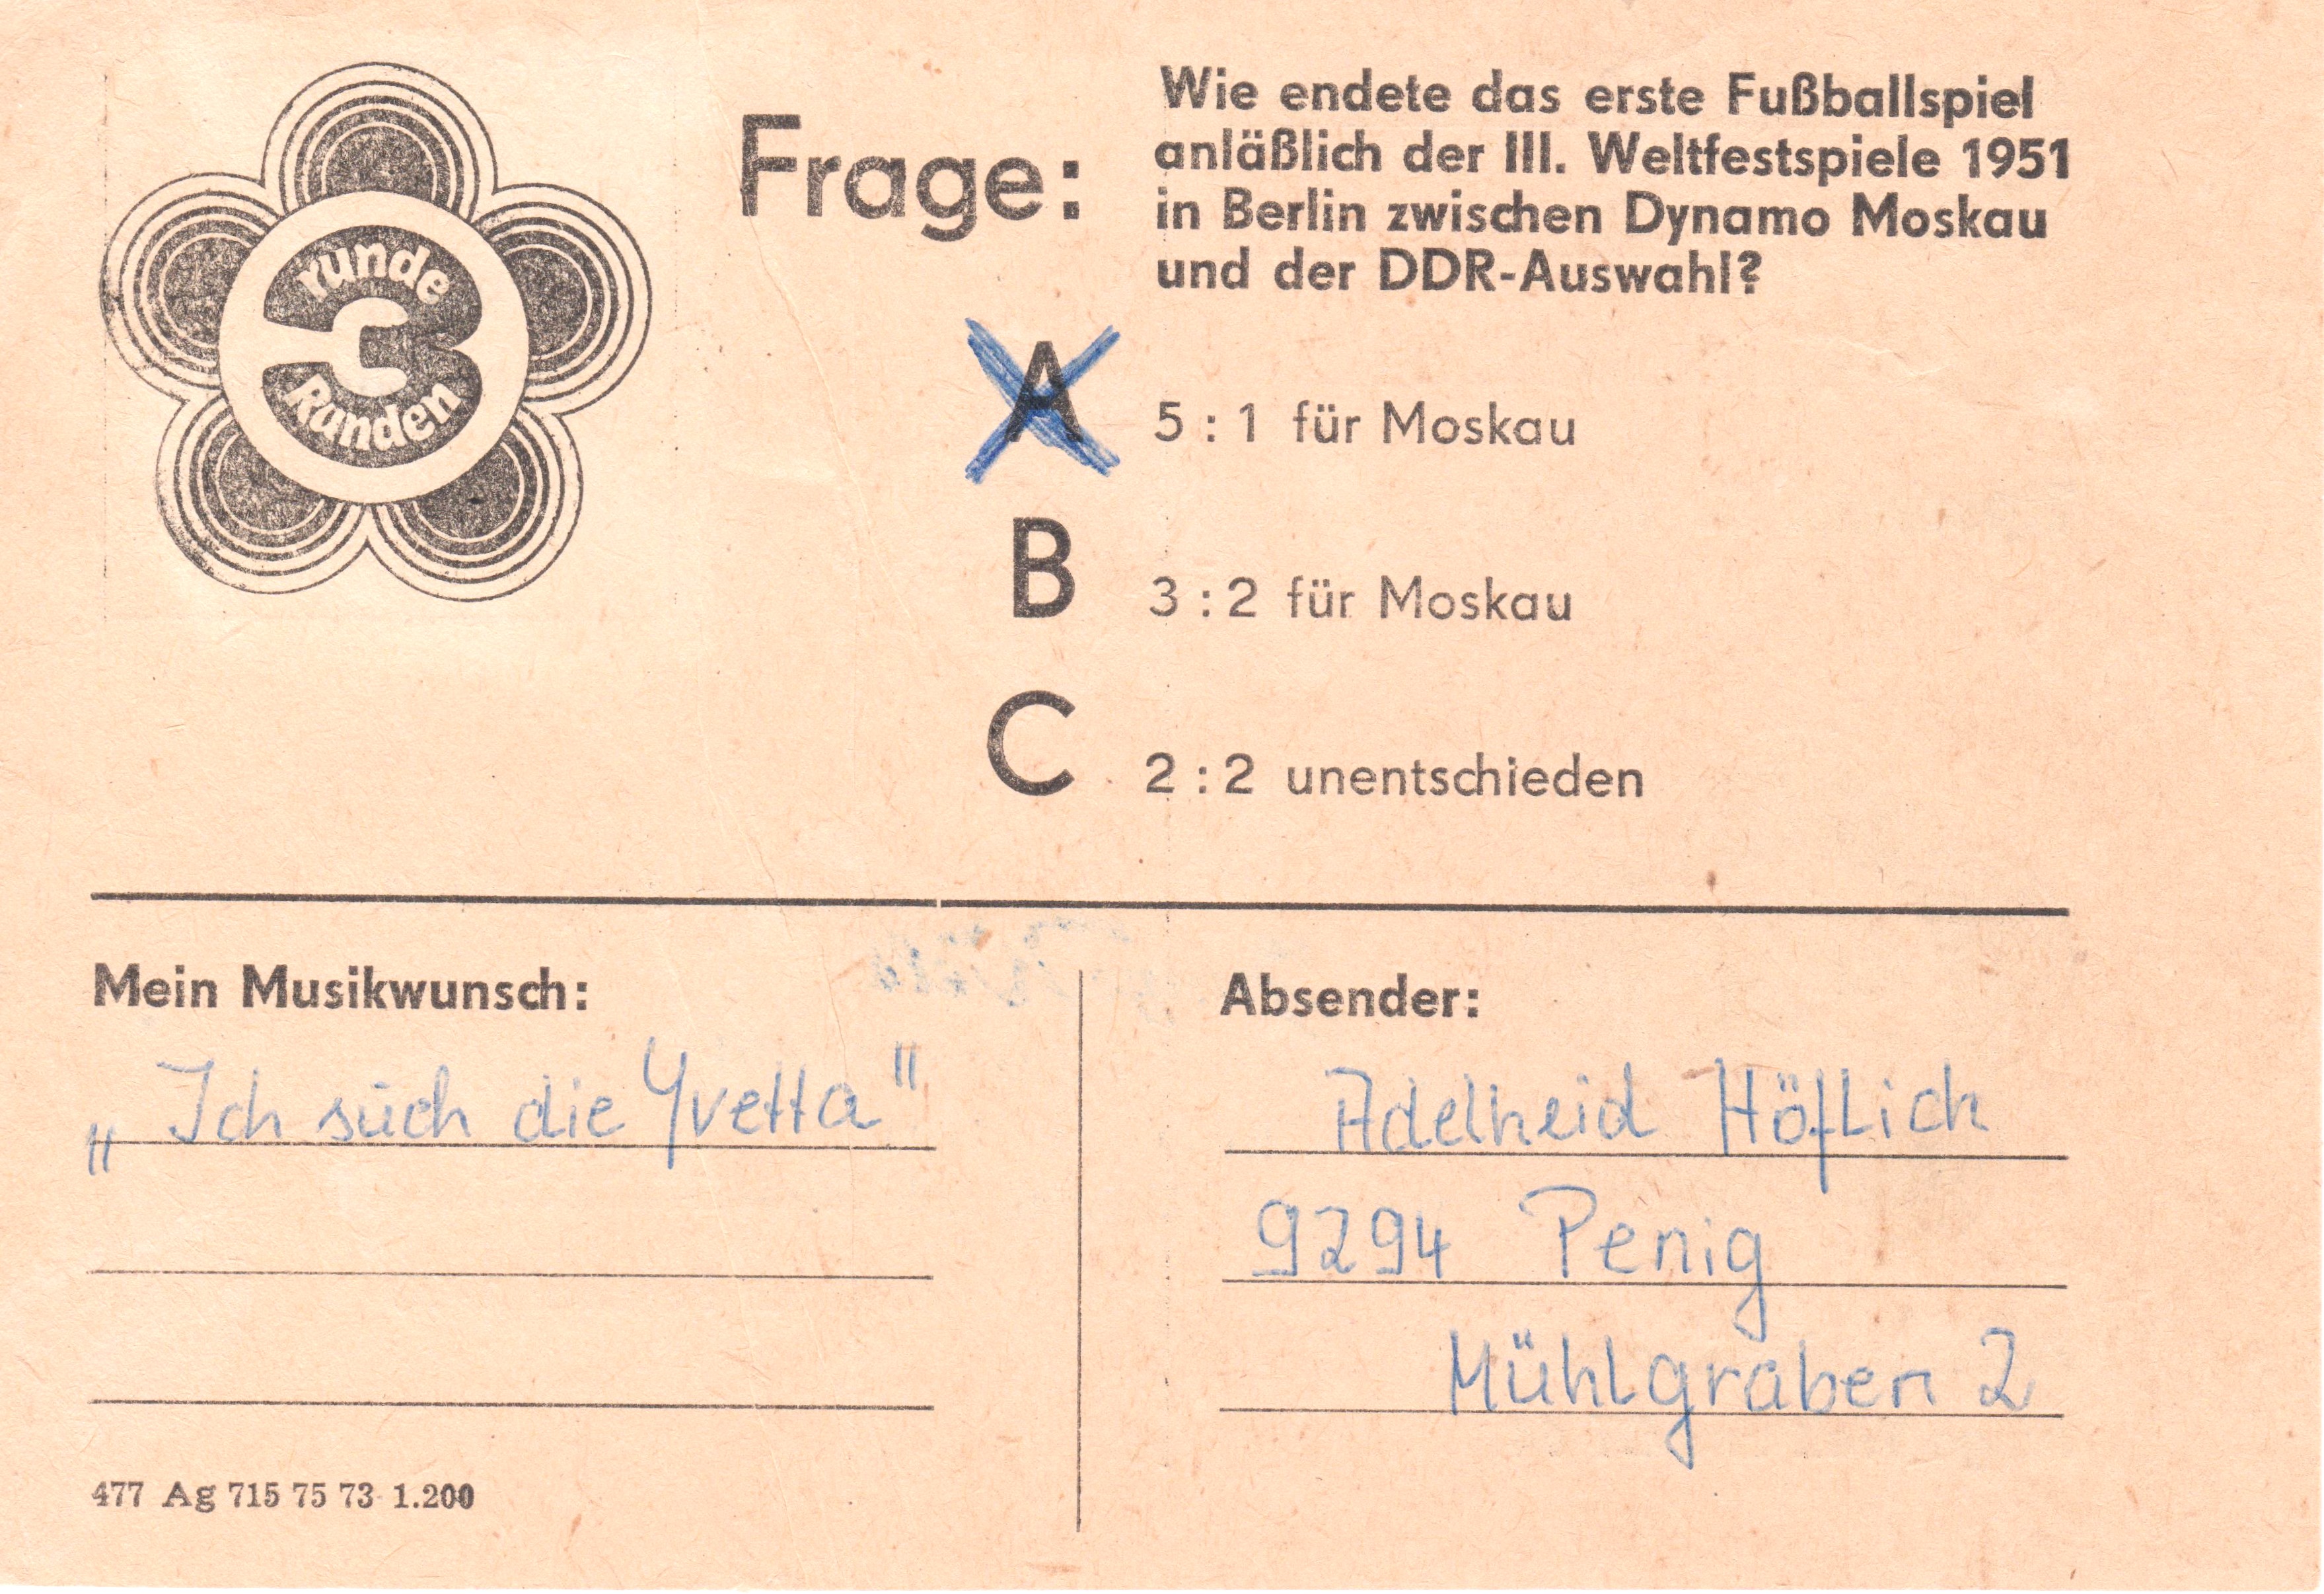 runde
3
Runden
Frage:
Wie endete das erste Fußballspiel
anläßlich der III. Weltfestspiele 1951
in Berlin zwischen Dynamo Moskau
und der DDR-Auswahl?
A 5 : 1 für Moskau
B 3 : 2 für Moskau
C 2 : 2 unentschieden
Mein Musikwunsch:
„Ich such die Yvetta"
Absender:
Adelheid Höflich
9294 Penig
Mühlgraben 2
477 Ag 715 75 73 1.200